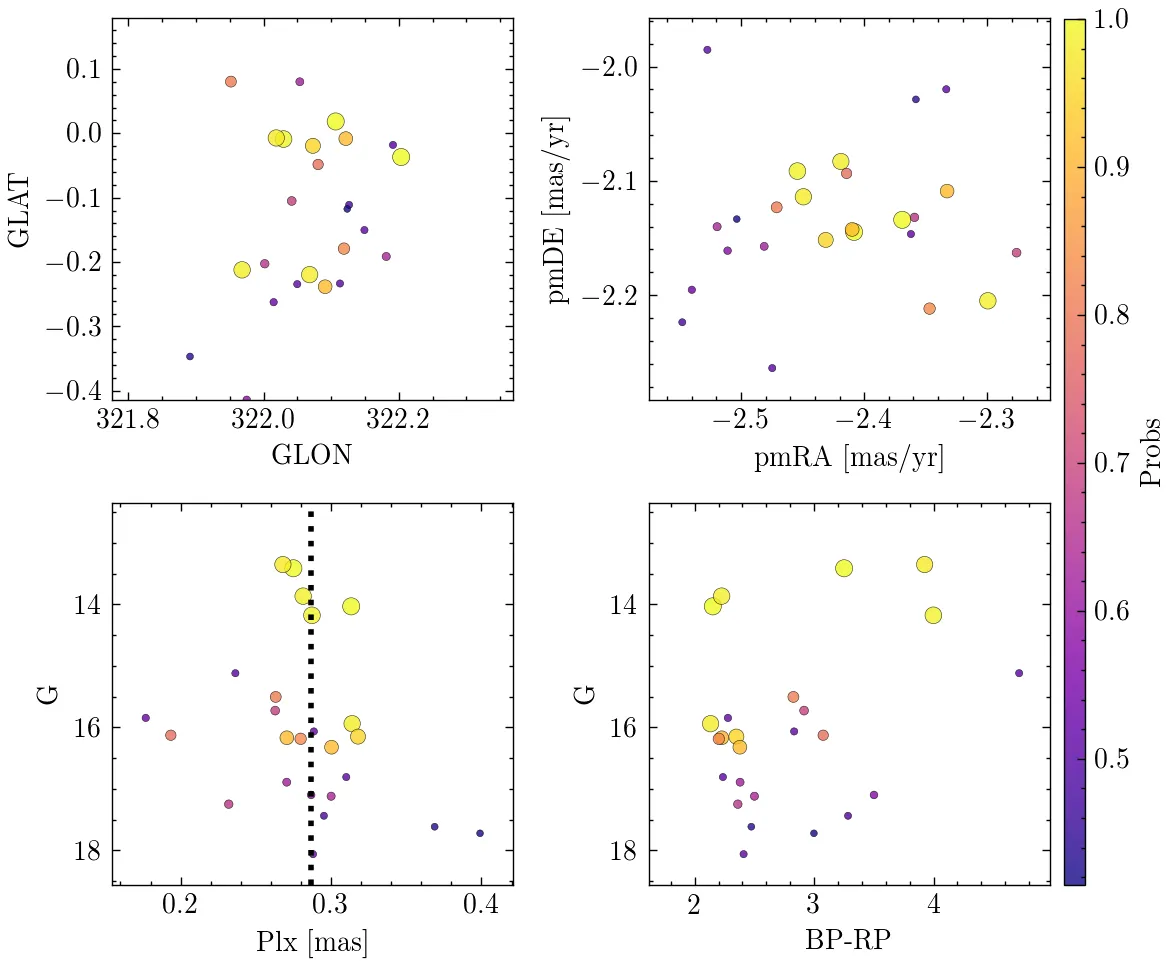 0.1
0.0
−0.1
−0.2
−0.3
−0.4
GLAT
321.8 322.0 322.2
GLON
−2.0
−2.1
−2.2
pmDE [mas/yr]
−2.5 −2.4 −2.3
pmRA [mas/yr]
1.0
0.9
0.8
0.7
0.6
0.5
Probs
14
16
18
G
0.2 0.3 0.4
Plx [mas]
14
16
18
G
2 3 4
BP-RP